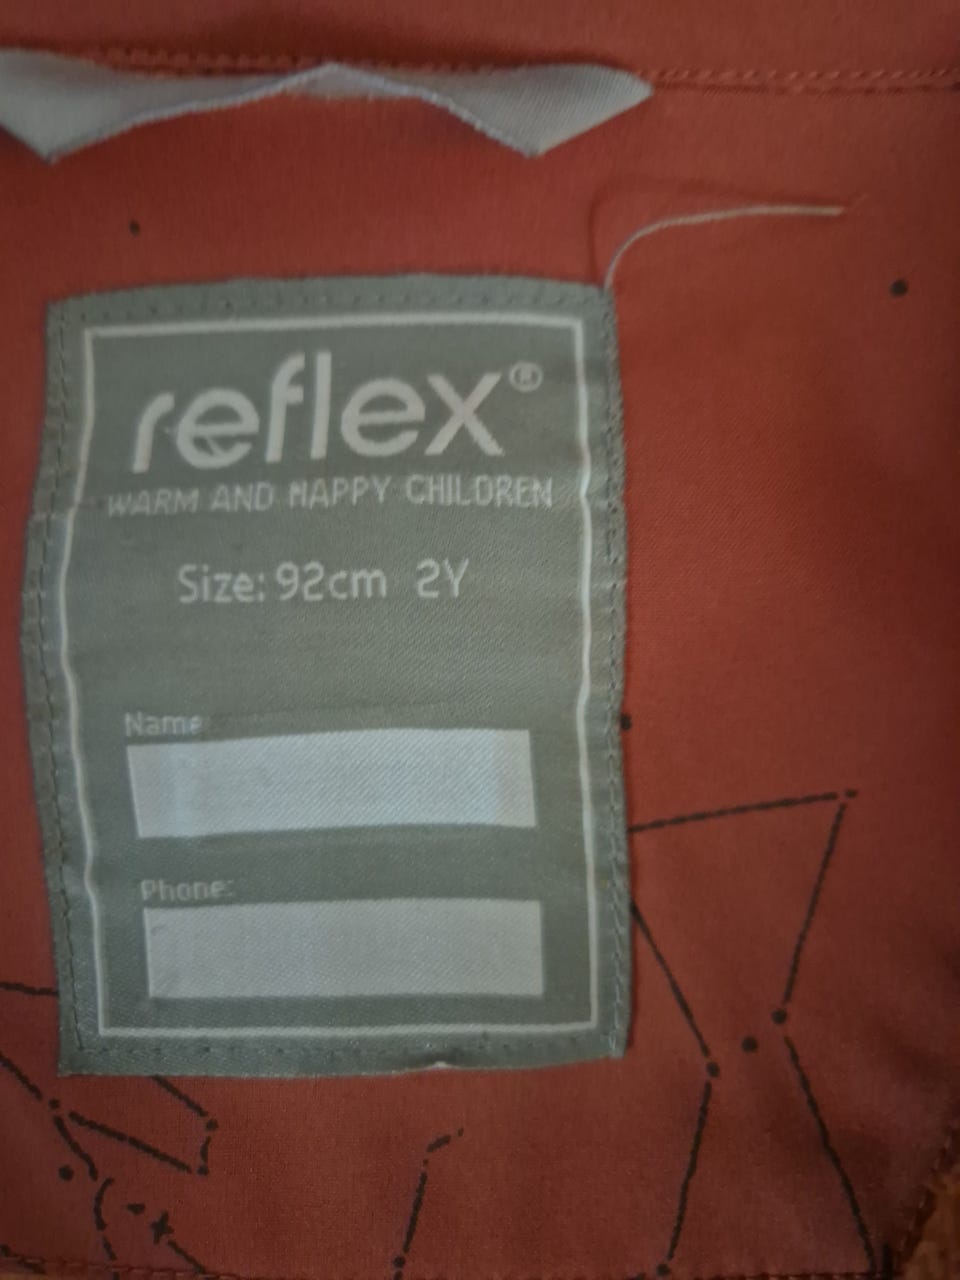 reflex®
WARM AND HAPPY CHILDREN
Size: 92cm 2Y
Name:
Phone: